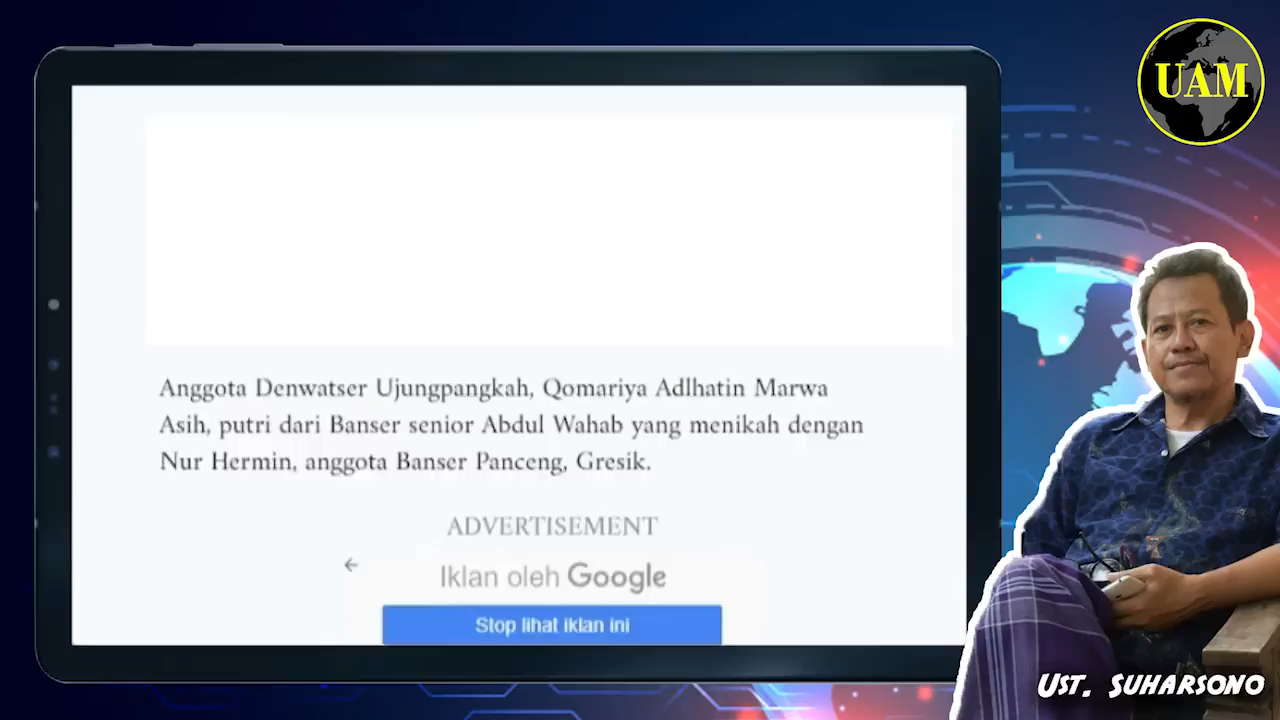 UAM
Anggota Denwatser Ujungpangkah, Qomariya Adlhatin Marwa
Asih, putri dari Banser senior Abdul Wahab yang menikah dengan
Nur Hermin, anggota Banser Panceng, Gresik.
ADVERTISEMENT
Iklan oleh Google
Stop lihat iklan ini
Ust. Suharsono